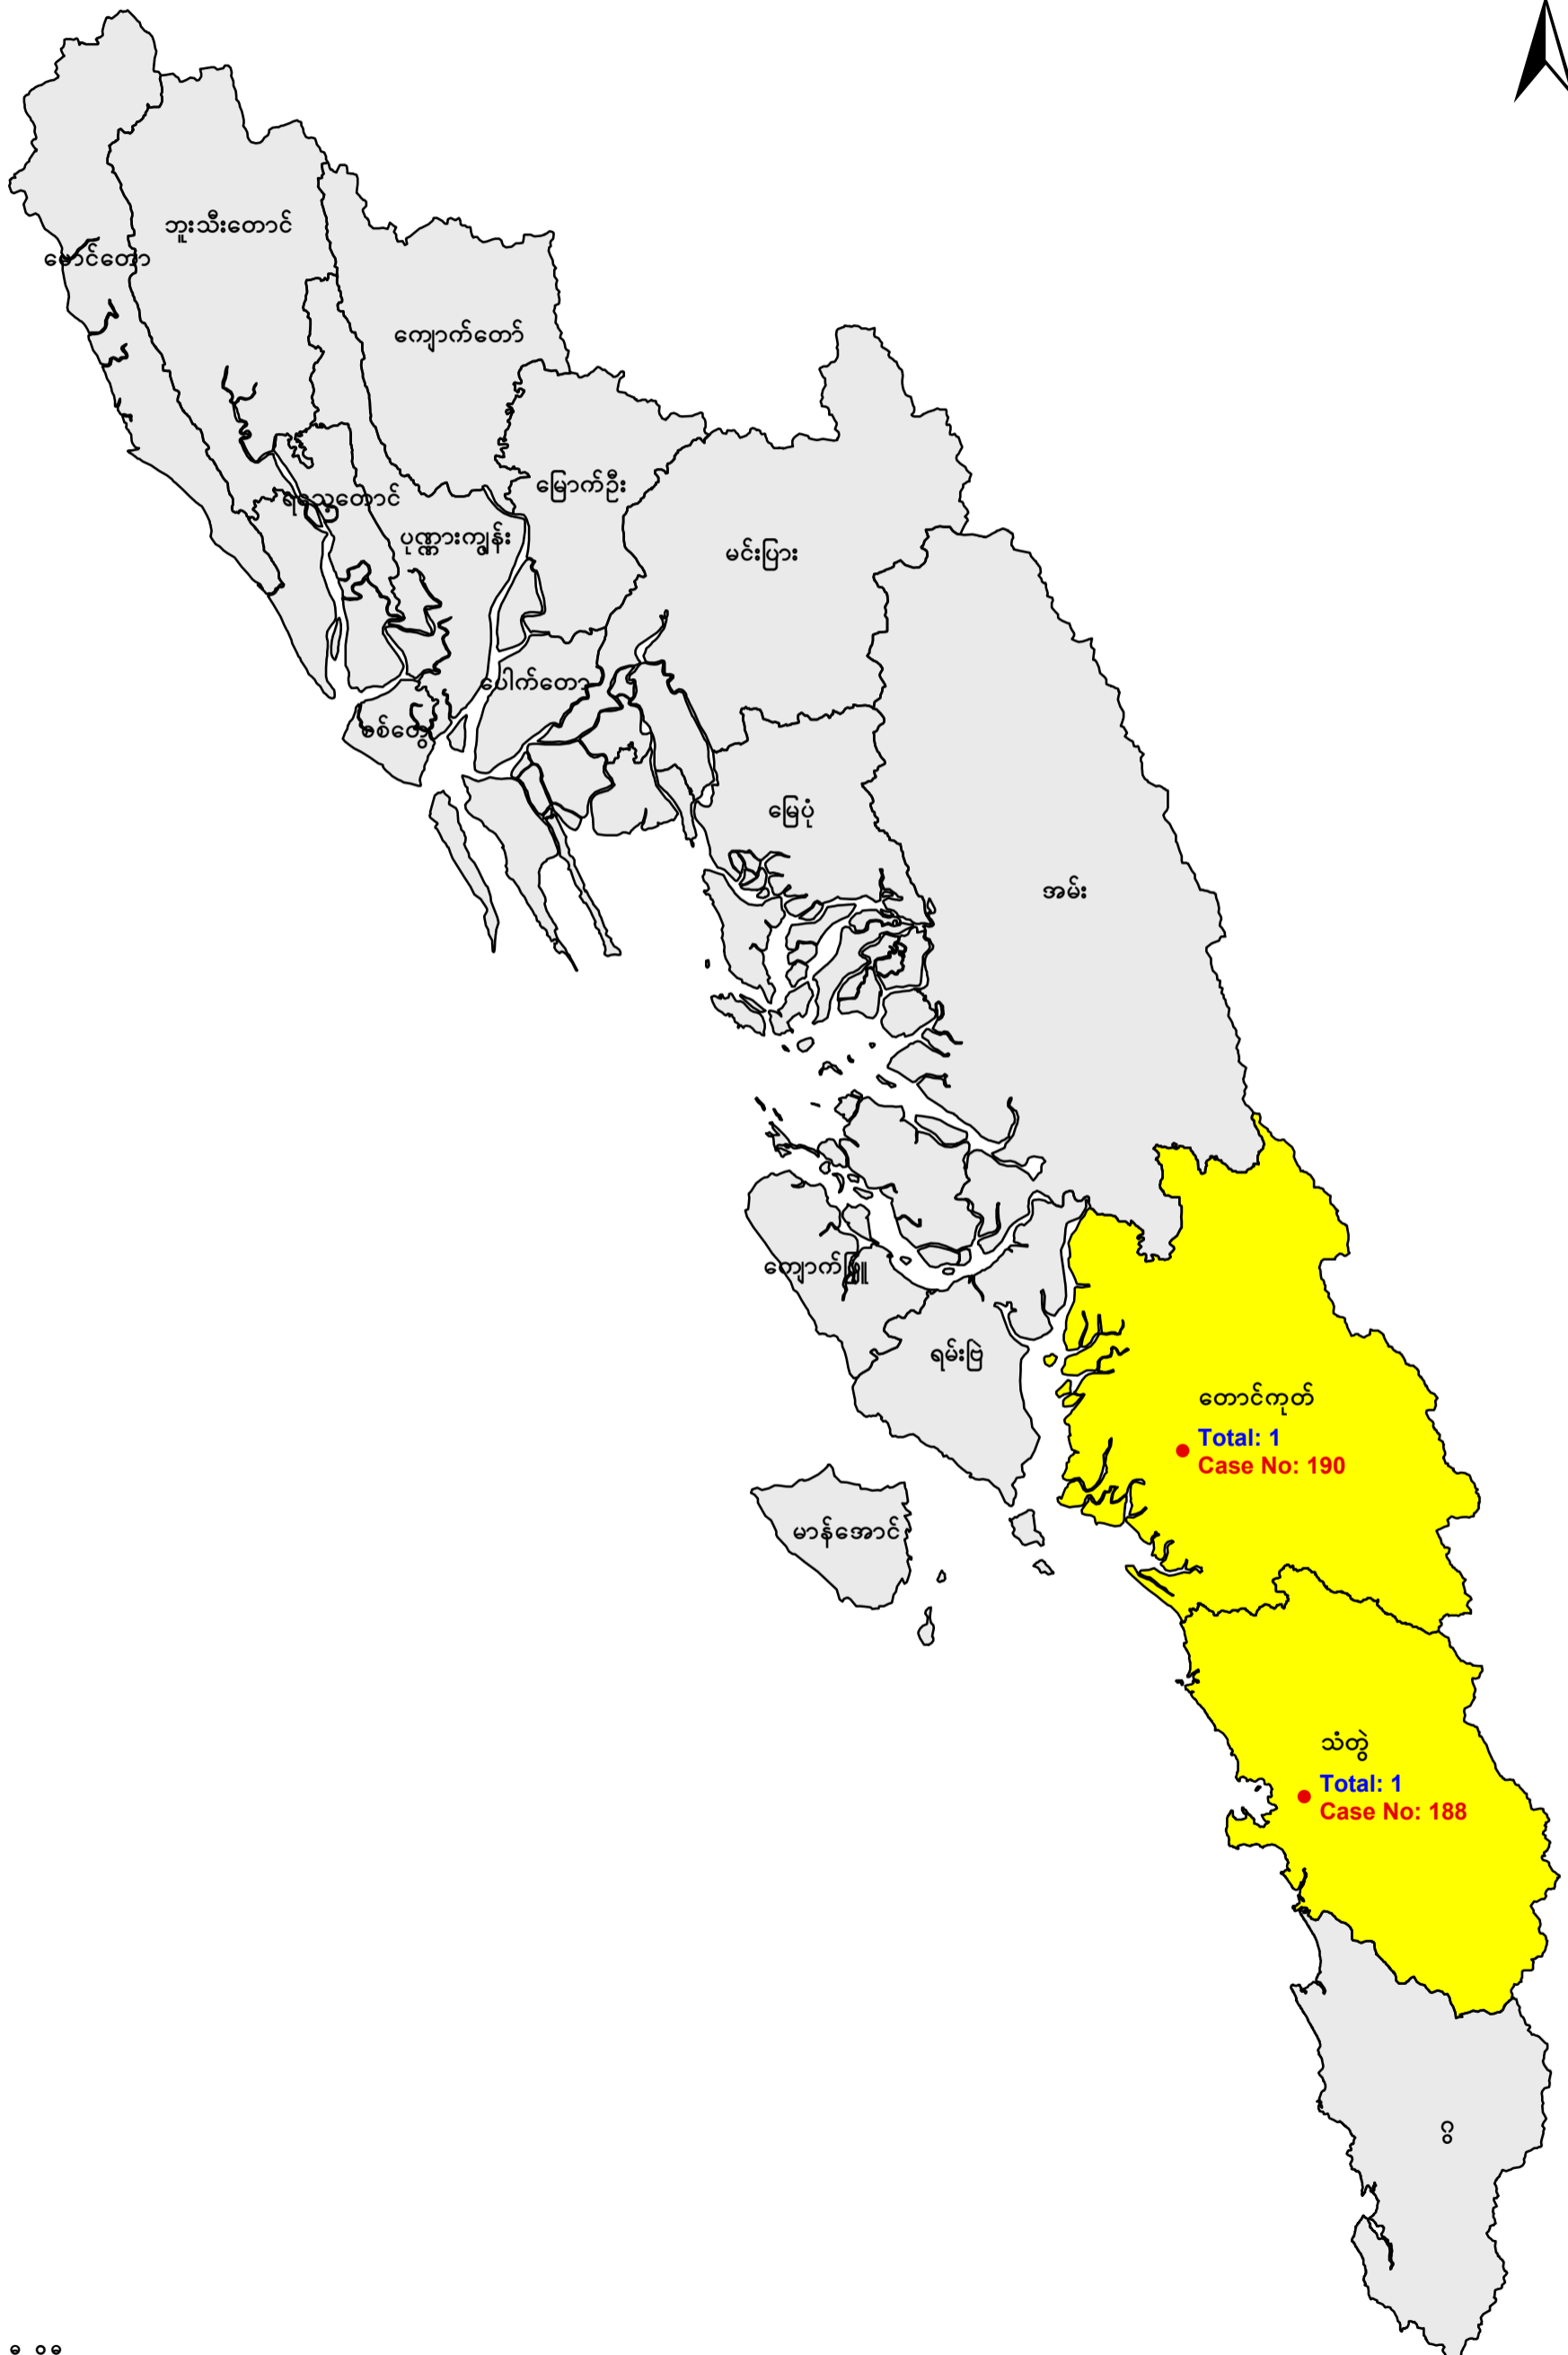 ဘူးသီးတောင်
မောင်တော
ကျောက်တော်
မြောက်ဦး
ရသေ့တောင်
ပုဏ္ဏားကျွန်း
မင်းပြား
ပေါက်တော
စစ်တွေ
မြေပုံ
အမ်း
ကျောက်ဖြူ
ရမ်းဗြဲ
တောင်ကုတ်
Total: 1
Case No: 190
မာန်အောင်
သံတွဲ
Total: 1
Case No: 188
ဂွ